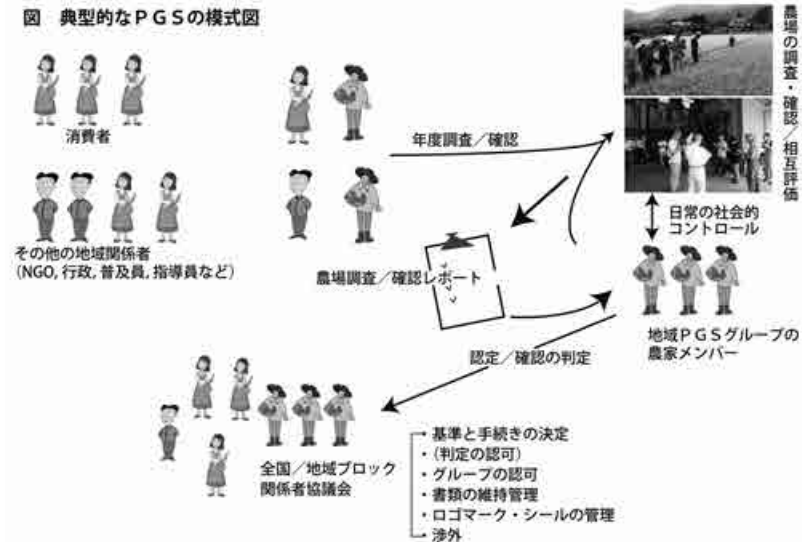 図 典型的なPGSの模式図
消費者
その他の地域関係者
(NGO, 行政, 普及員, 指導員など)
年度調査/確認
農場の調査・確認/相互評価
日常の社会的
コントロール
農場調査/確認レポート
地域PGSグループの
農家メンバー
認定/確認の判定
全国/地域ブロック
関係者協議会
・基準と手続きの決定
・(判定の認可)
・グループの認可
・書類の維持管理
・ロゴマーク・シールの管理
・渉外